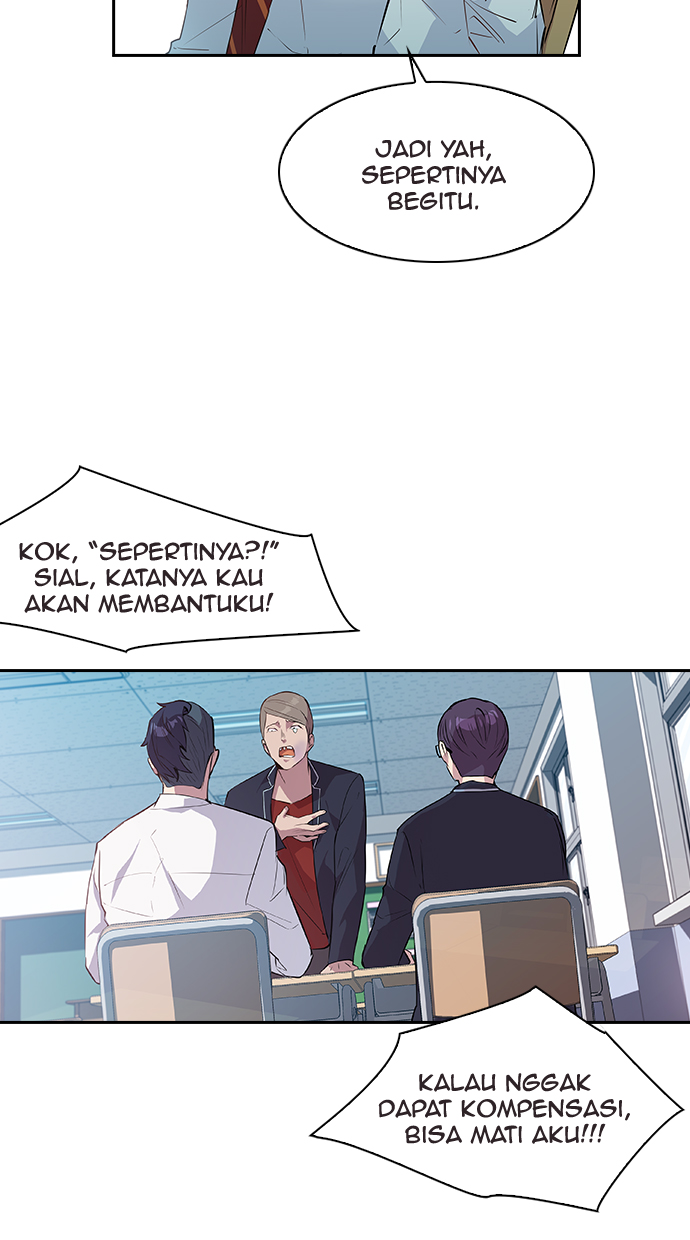 JADI YAH,
SEPERTINYA
BEGITU.
KOK, “SEPERTINYA?!”
SIAL, KATANYA KAU
AKAN MEMBANTUKU!
KALAU NGGAK
DAPAT KOMPENSASI,
BISA MATI AKU!!!